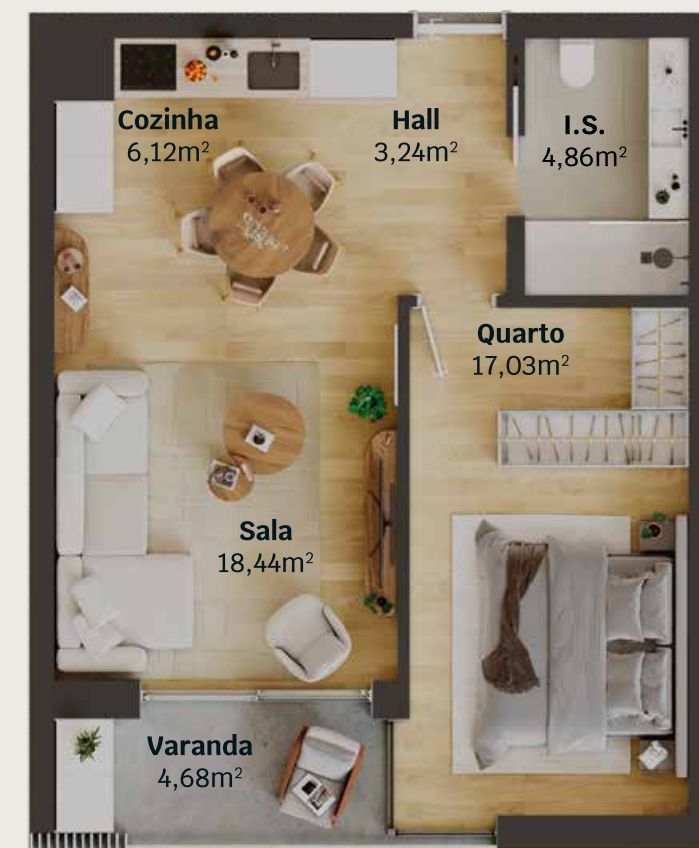 Cozinha
6,12m²
Hall
3,24m²
I.S.
4,86m²
Quarto
17,03m²
Sala
18,44m²
Varanda
4,68m²